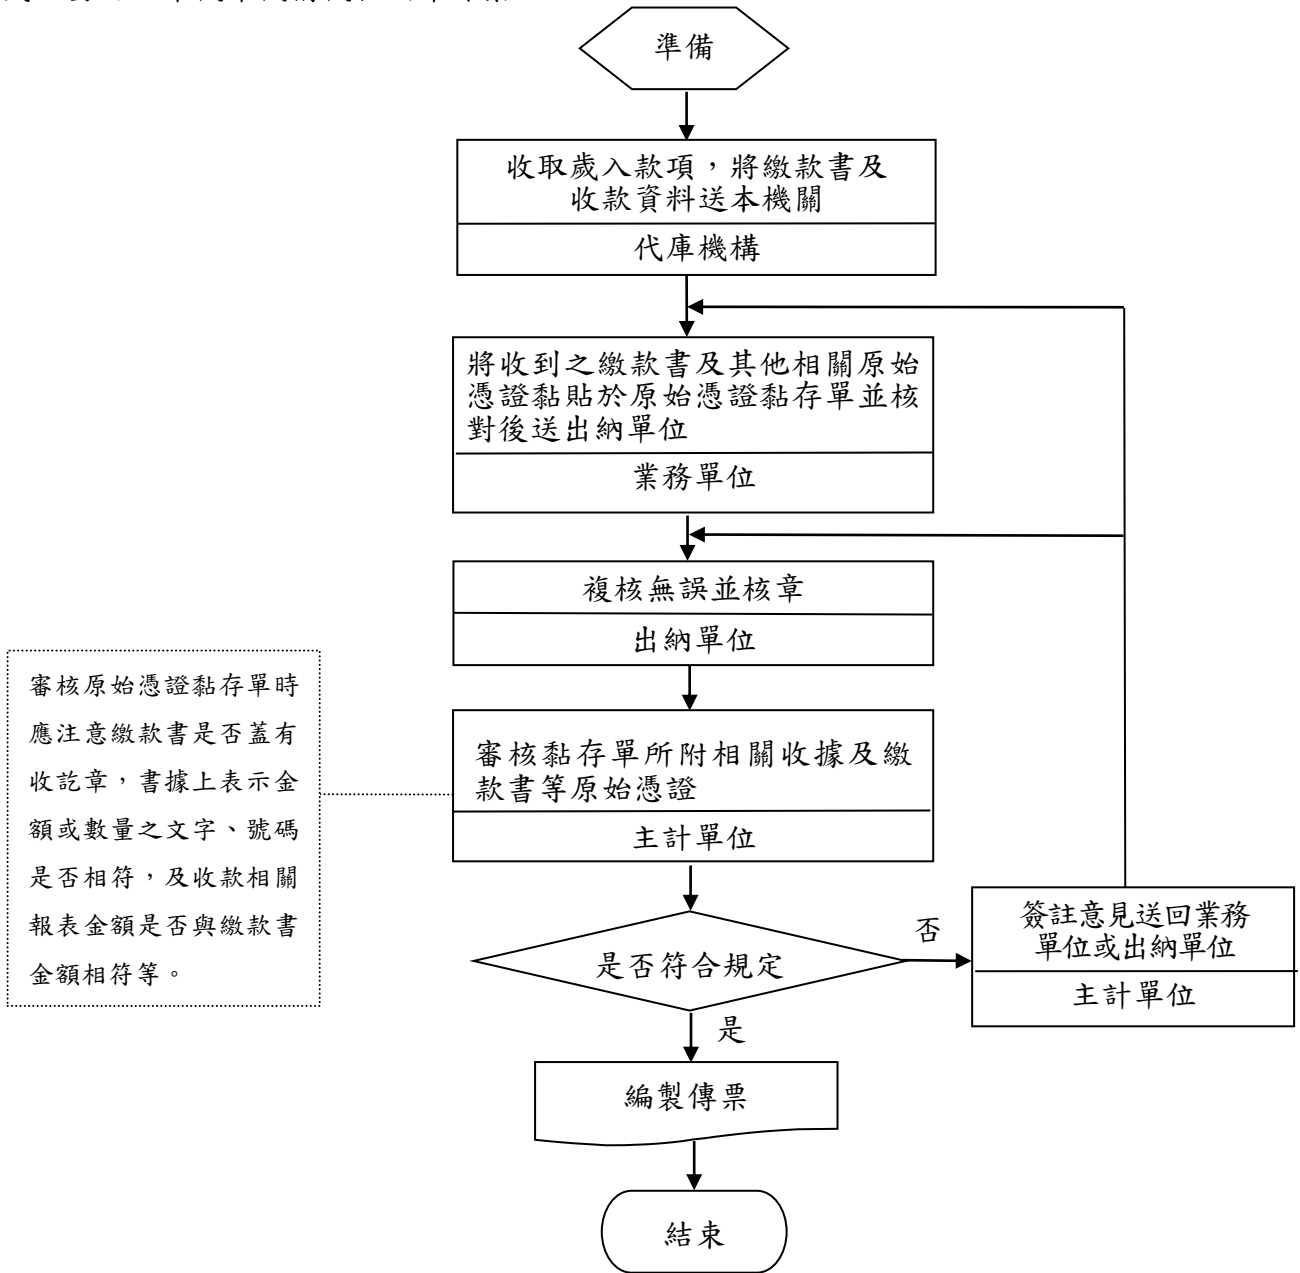 準備
收取歲入款項，將繳款書及
收款資料送本機關
代庫機構
將收到之繳款書及其他相關原始
憑證黏貼於原始憑證黏存單並核
對後送出納單位
業務單位
複核無誤並核章
出納單位
審核原始憑證黏存單時
應注意繳款書是否蓋有
收訖章，書據上表示金
額或數量之文字、號碼
是否相符，及收款相關
報表金額是否與繳款書
金額相符等。
審核黏存單所附相關收據及繳
款書等原始憑證
主計單位
是否符合規定
否
簽註意見送回業務
單位或出納單位
主計單位
是
編製傳票
結束